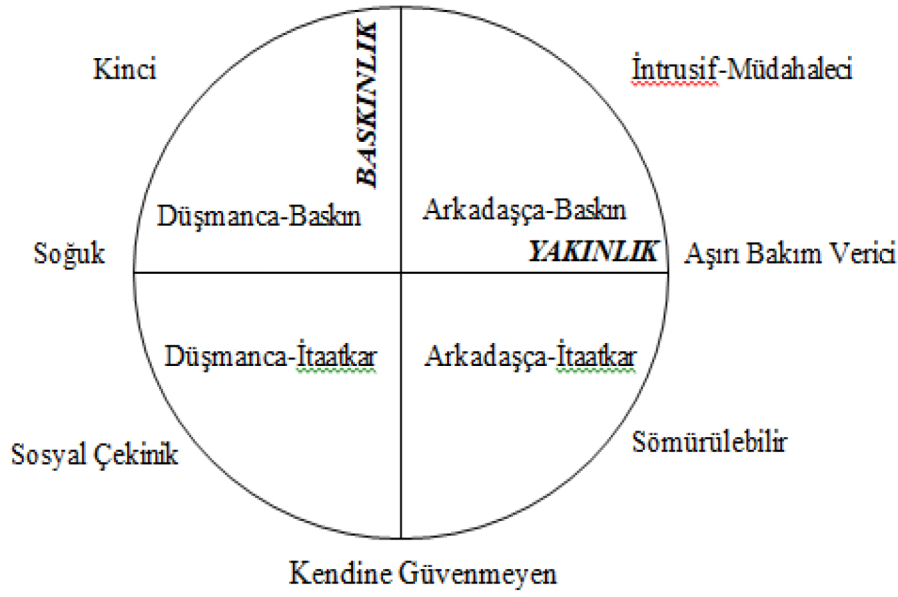 Kinci
BASKINLIK
İntrusif-Müdahaleci
Düşmanca-Baskın
Arkadaşça-Baskın
Soğuk
YAKINLIK
Aşırı Bakım Verici
Düşmanca-İtaatkar
Arkadaşça-İtaatkar
Sosyal Çekinik
Sömürülebilir
Kendine Güvenmeyen